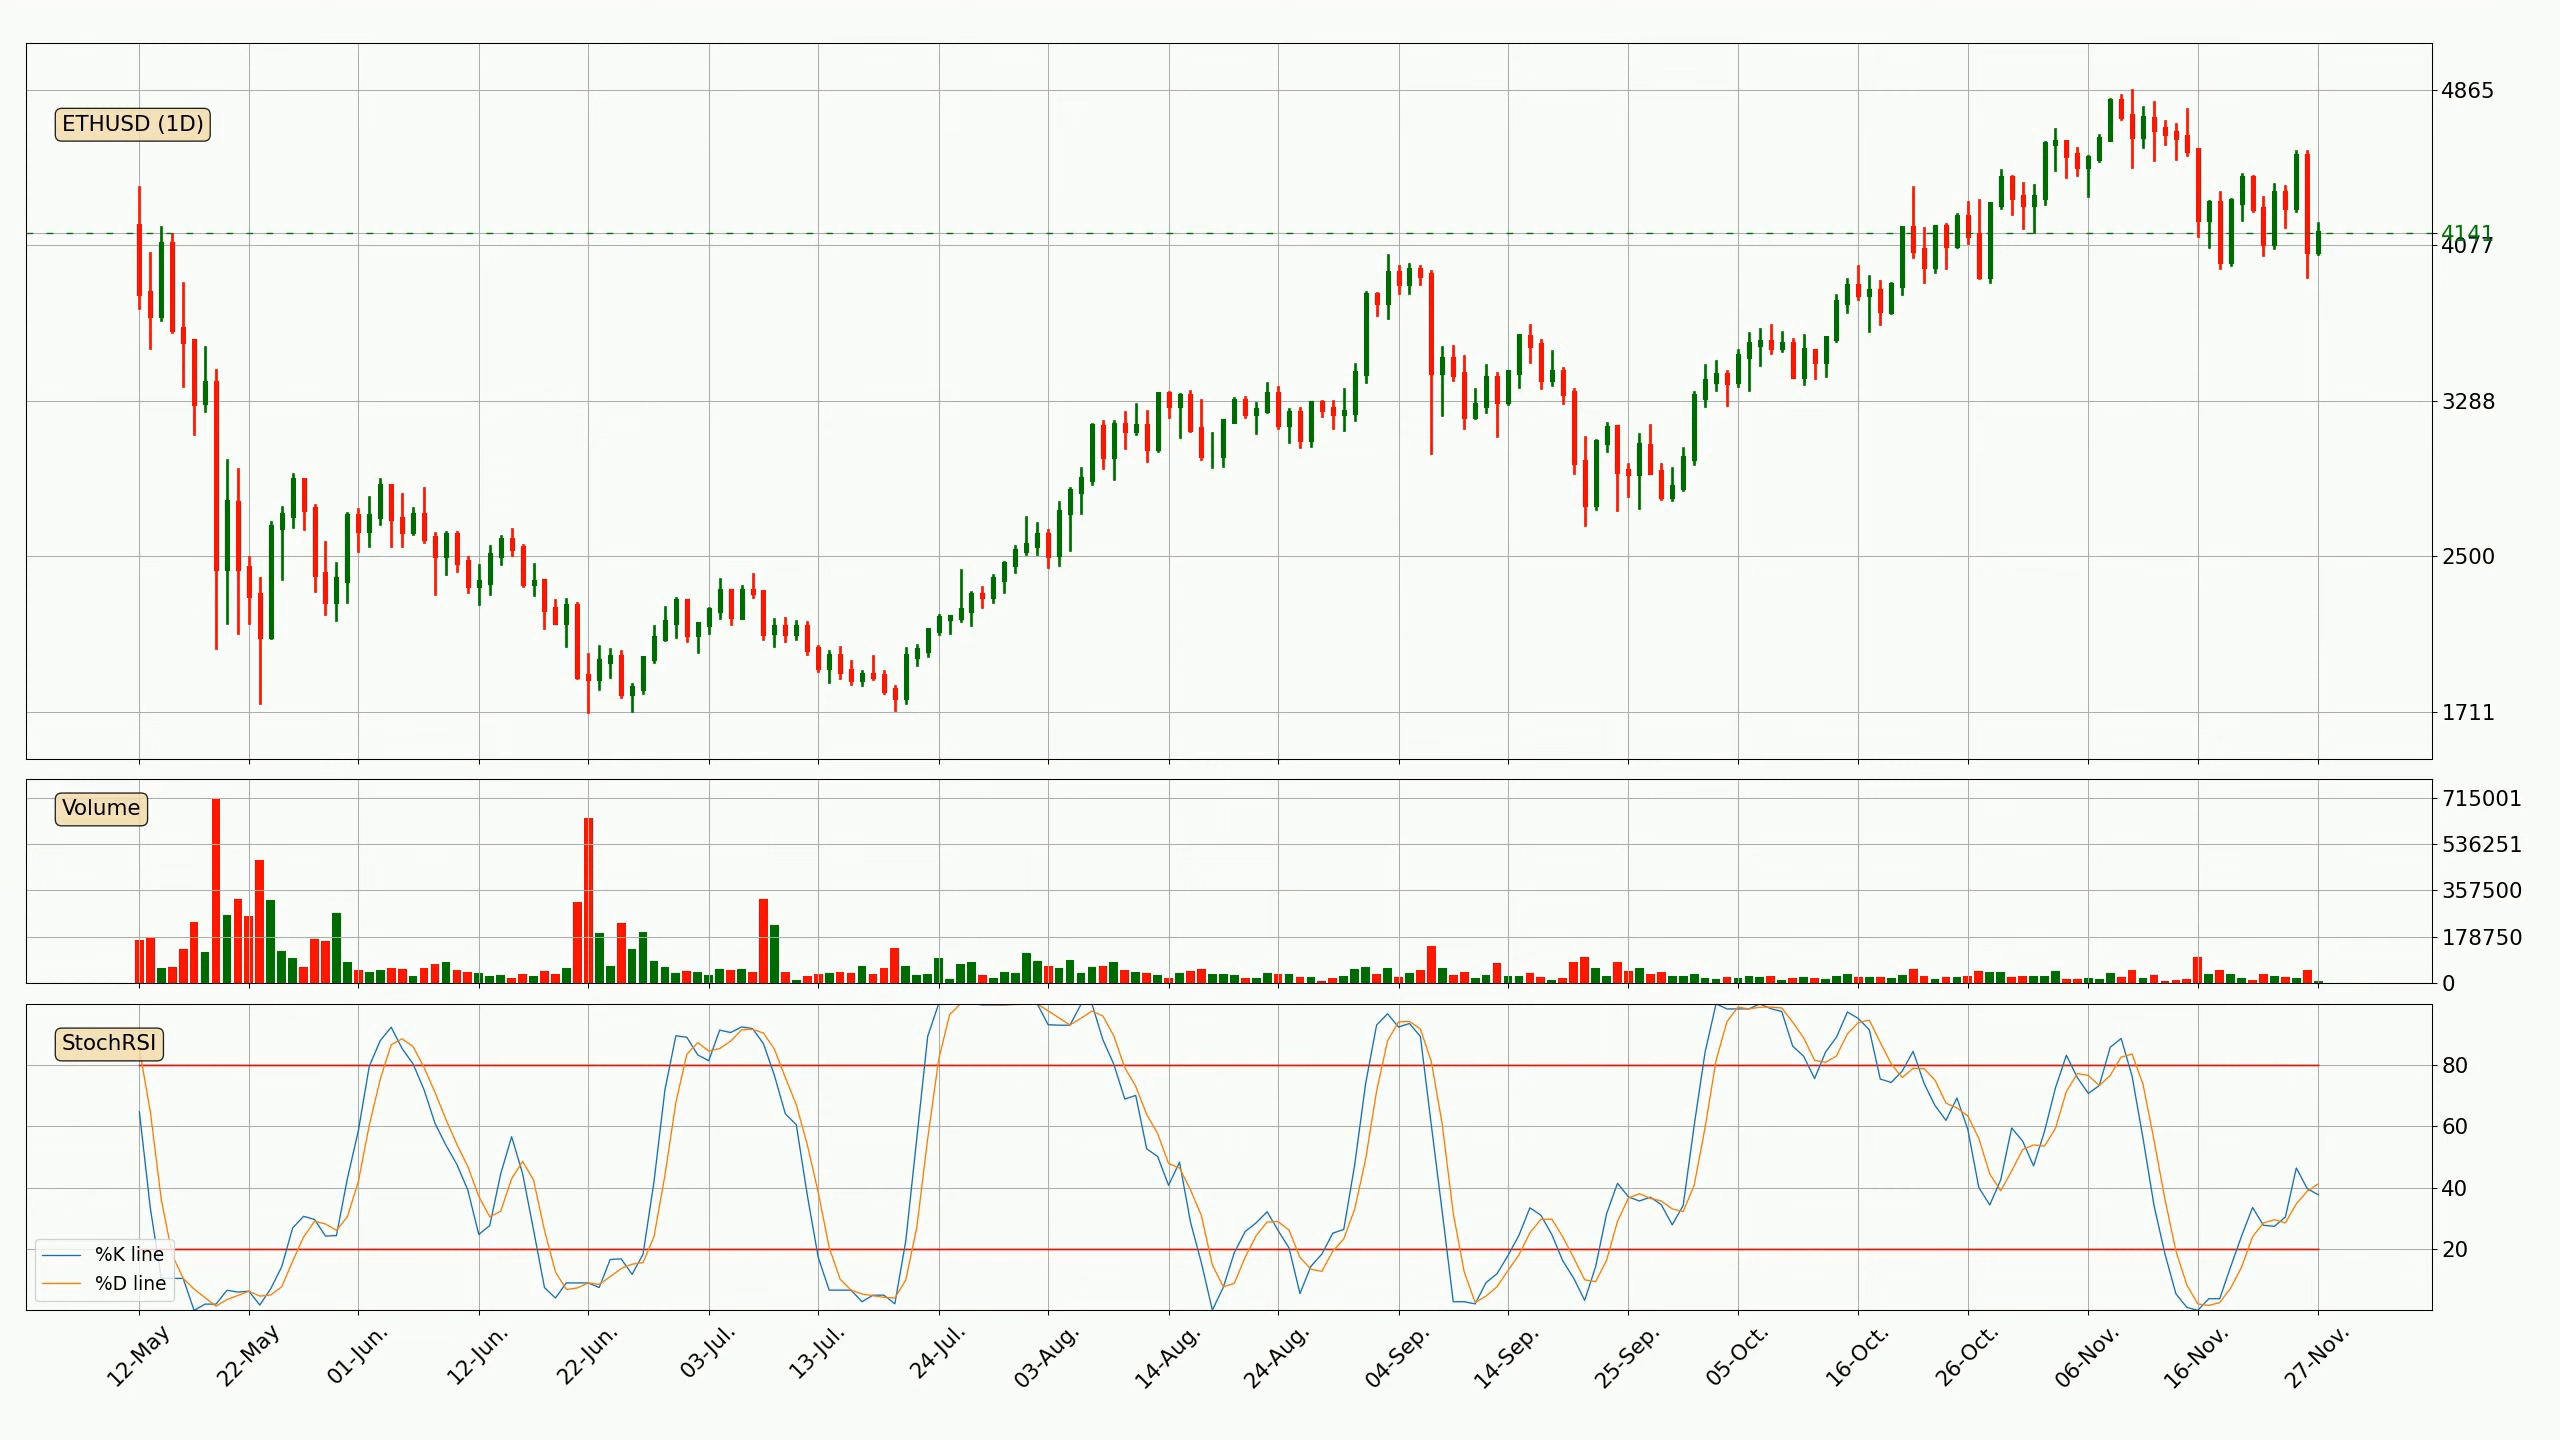 ETHUSD (1D)
4865
4141
4077
3288
2500
1711
Volume
715001
536251
357500
178750
0
StochRSI
80
60
40
20
%K line
%D line
12-May
22-May
01-Jun.
12-Jun.
22-Jun.
03-Jul.
13-Jul.
24-Jul.
03-Aug.
14-Aug.
24-Aug.
04-Sep.
14-Sep.
25-Sep.
05-Oct.
16-Oct.
26-Oct.
06-Nov.
16-Nov.
27-Nov.